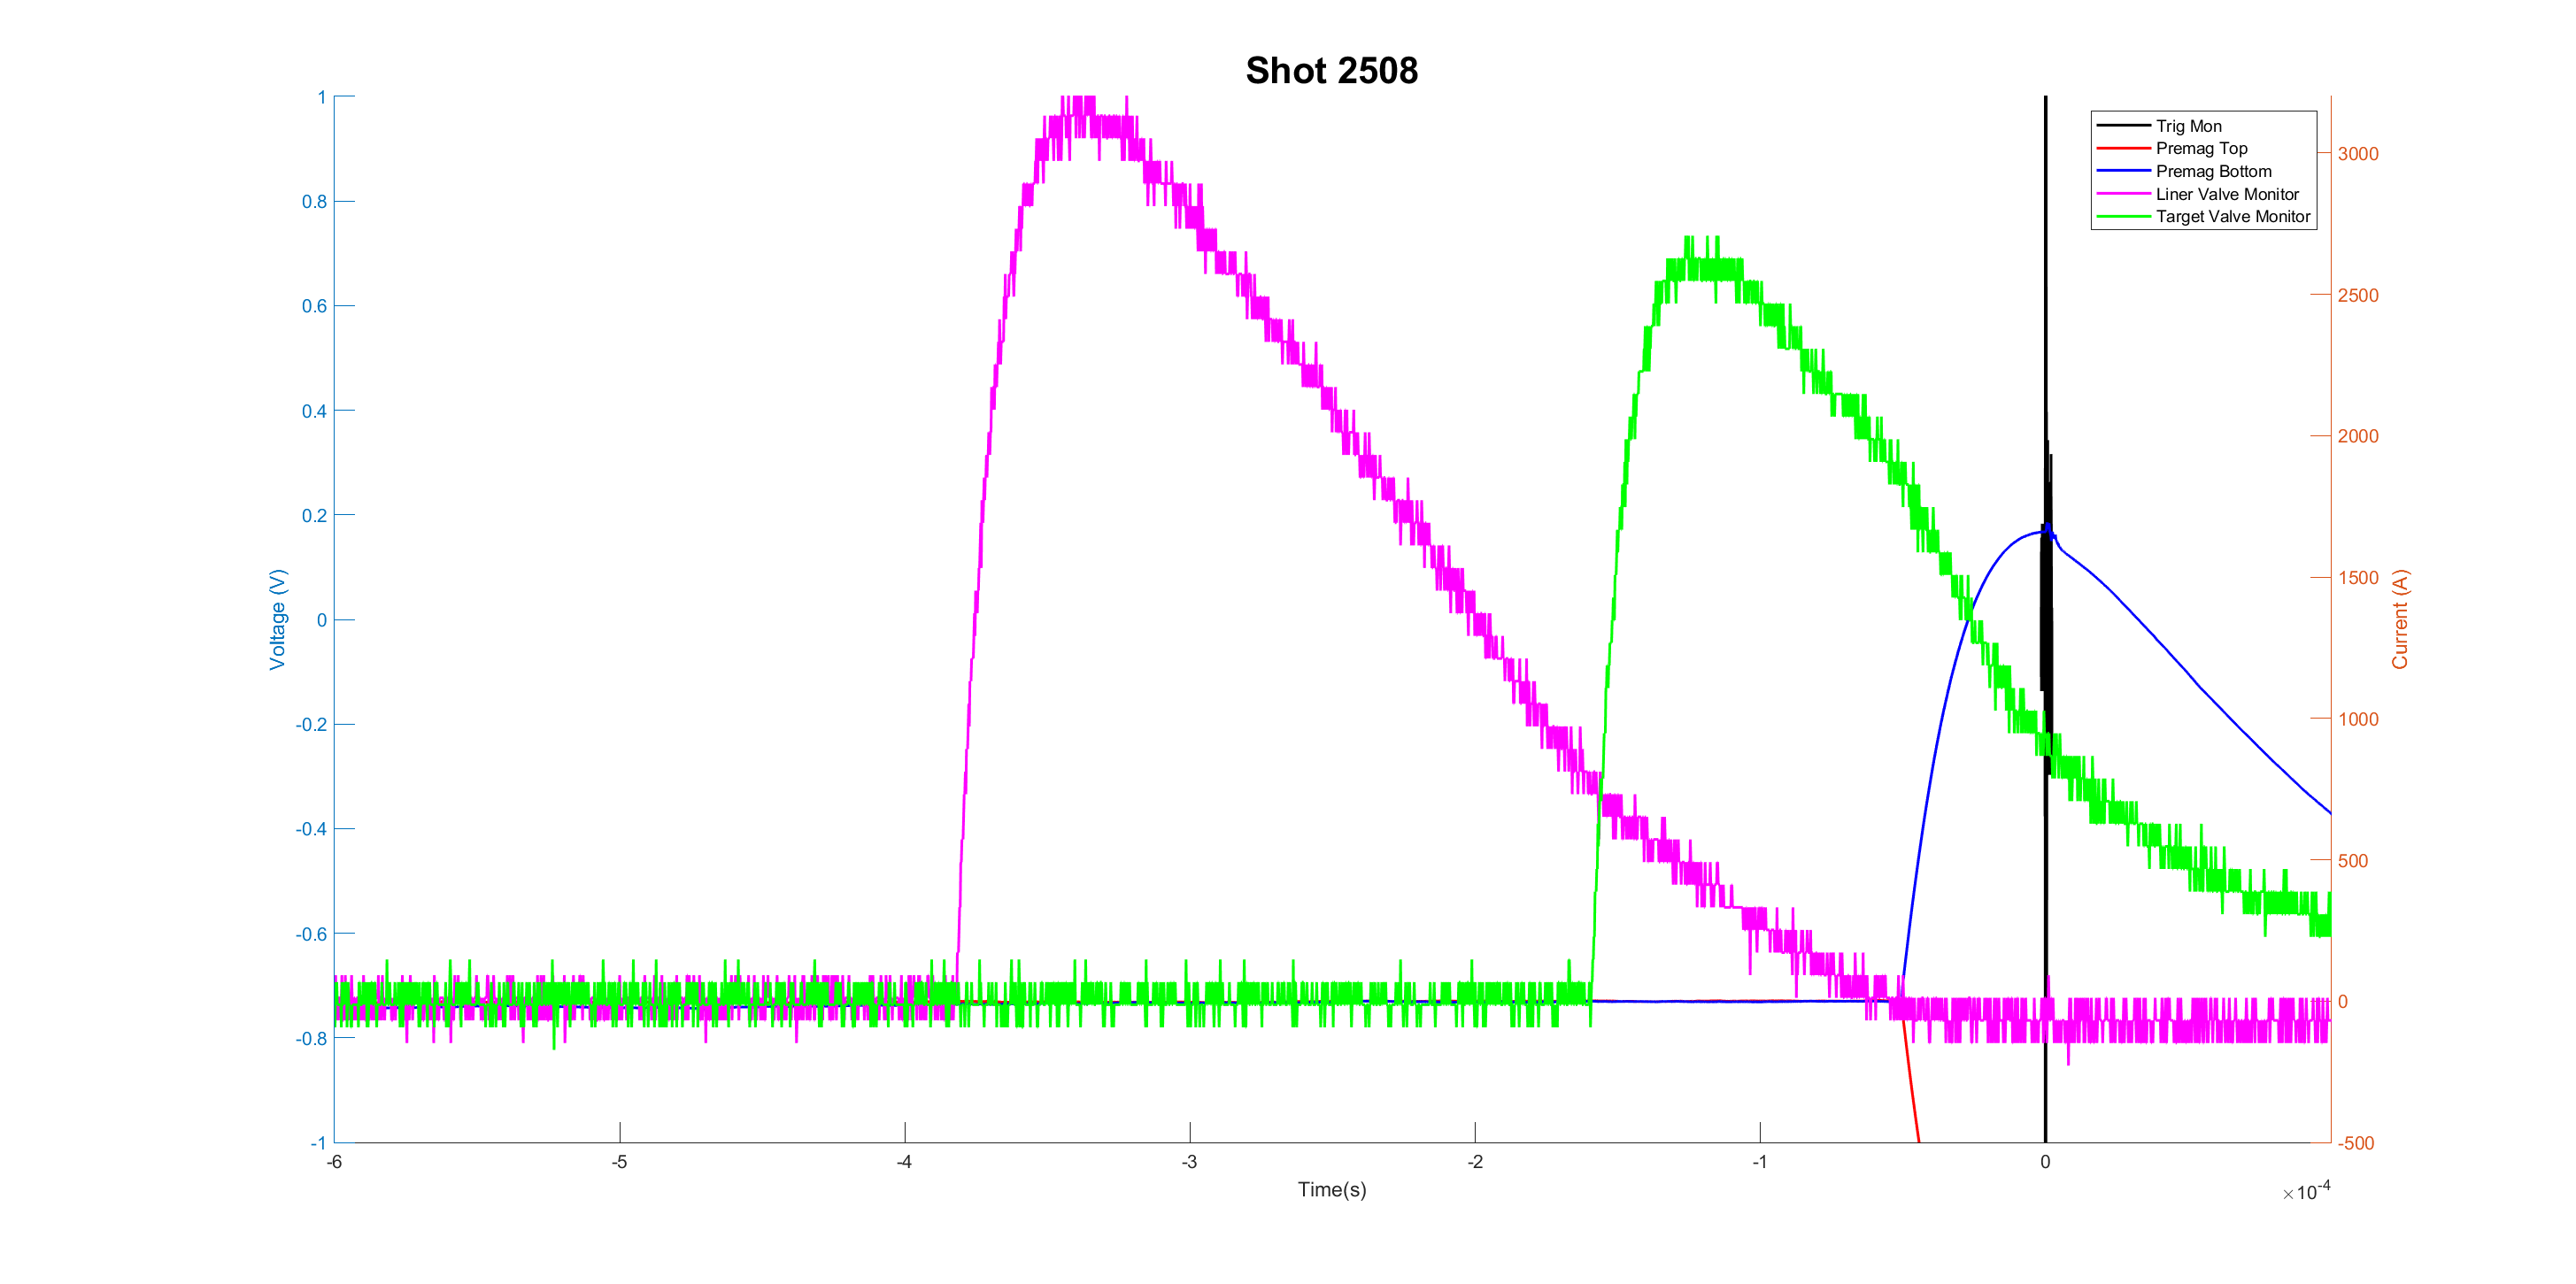 Shot 2508
1
0.8
0.6
0.4
0.2
0
-0.2
-0.4
-0.6
-0.8
-1
Voltage (V)
Trig Mon
Premag Top
Premag Bottom
Liner Valve Monitor
Target Valve Monitor
3000
2500
2000
1500
1000
500
0
-500
Current (A)
-6 -5 -4 -3 -2 -1 0
Time(s)
×10-4